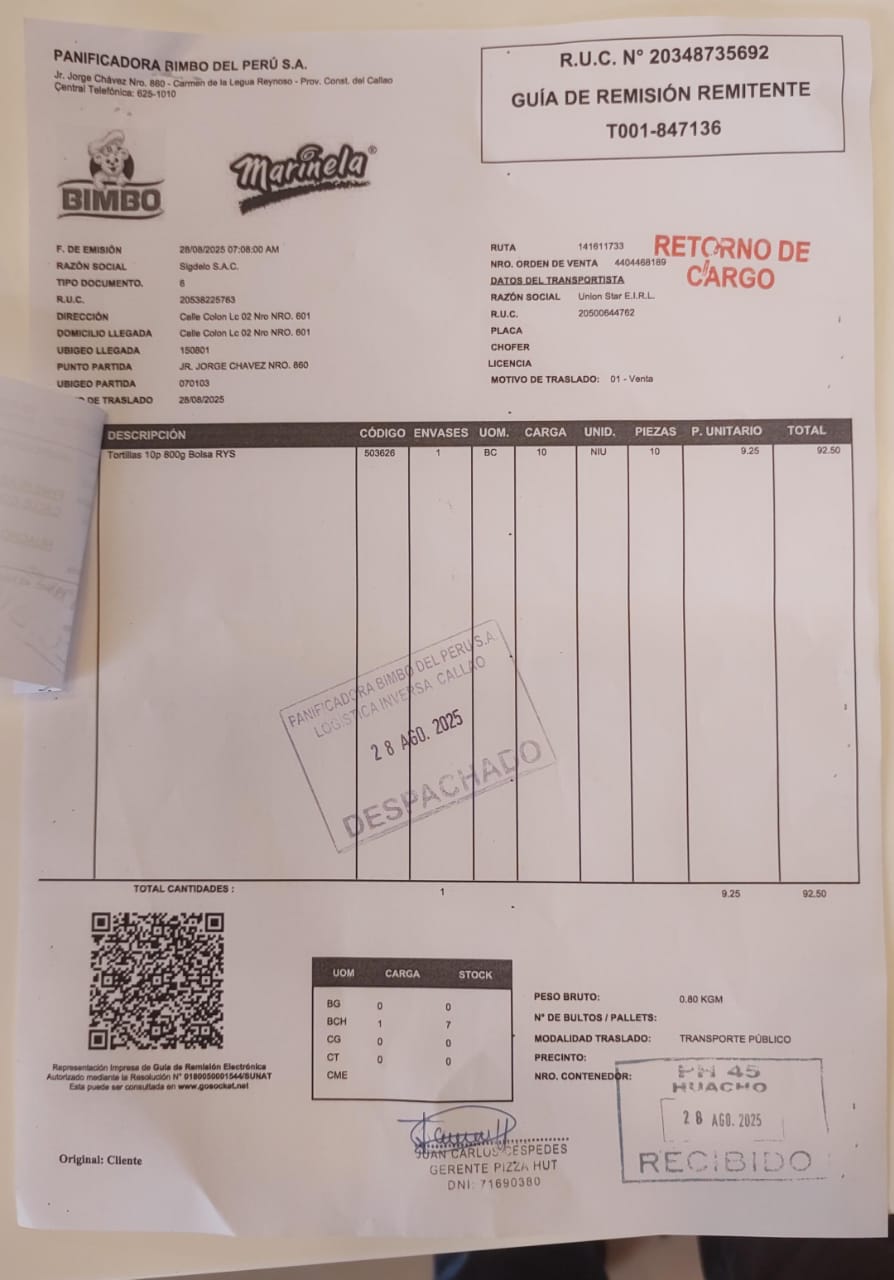 PANIFICADORA BIMBO DEL PERÚ S.A.
Jr. Jorge Chávez Nro. 860 - Carmen de la Legua Reynoso - Prov. Const. del Callao
Central Telefónica: 625-1010
R.U.C. N° 20348735692
GUÍA DE REMISIÓN REMITENTE
T001-847136
BIMBO
Marinela®
F. DE EMISIÓN 28/08/2025 07:08:00 AM
RAZÓN SOCIAL Sigdelo S.A.C.
TIPO DOCUMENTO. 6
R.U.C. 20538225763
DIRECCIÓN Calle Colon Lc 02 Nro NRO. 601
DOMICILIO LLEGADA Calle Colon Lc 02 Nro NRO. 601
UBIGEO LLEGADA 150801
PUNTO PARTIDA JR. JORGE CHAVEZ NRO. 860
UBIGEO PARTIDA 070103
DE TRASLADO 28/08/2025
RUTA 141611733
NRO. ORDEN DE VENTA 4404468189
DATOS DEL TRANSPORTISTA
RAZÓN SOCIAL Union Star E.I.R.L.
R.U.C. 20500644762
PLACA
CHOFER
LICENCIA
MOTIVO DE TRASLADO: 01 - Venta
RETORNO DE
CARGO
DESCRIPCIÓN CÓDIGO ENVASES UOM. CARGA UNID. PIEZAS P. UNITARIO TOTAL
Tortillas 10p 800g Bolsa RYS 503626 1 BC 10 NIU 10 9.25 92.50
PANIFICADORA BIMBO DEL PERU S.A.
LOGISTICA INVERSA CALLAO
28 AGO. 2025
DESPACHADO
TOTAL CANTIDADES : 1 9.25 92.50
Representación Impresa de Guía de Remisión Electrónica
Autorizado mediante la Resolución N° 0180050001544/SUNAT
Esta puede ser consultada en www.gosocket.net
UOM CARGA STOCK
BG 0 0
BCH 1 7
CG 0 0
CT 0 0
CME
PESO BRUTO: 0.80 KGM
N° DE BULTOS / PALLETS:
MODALIDAD TRASLADO: TRANSPORTE PÚBLICO
PRECINTO:
NRO. CONTENEDOR:
PH 45
HUACHO
28 AGO. 2025
RECIBIDO
JUAN CARLOS CESPEDES
GERENTE PIZZA HUT
DNI: 71690380
Original: Cliente